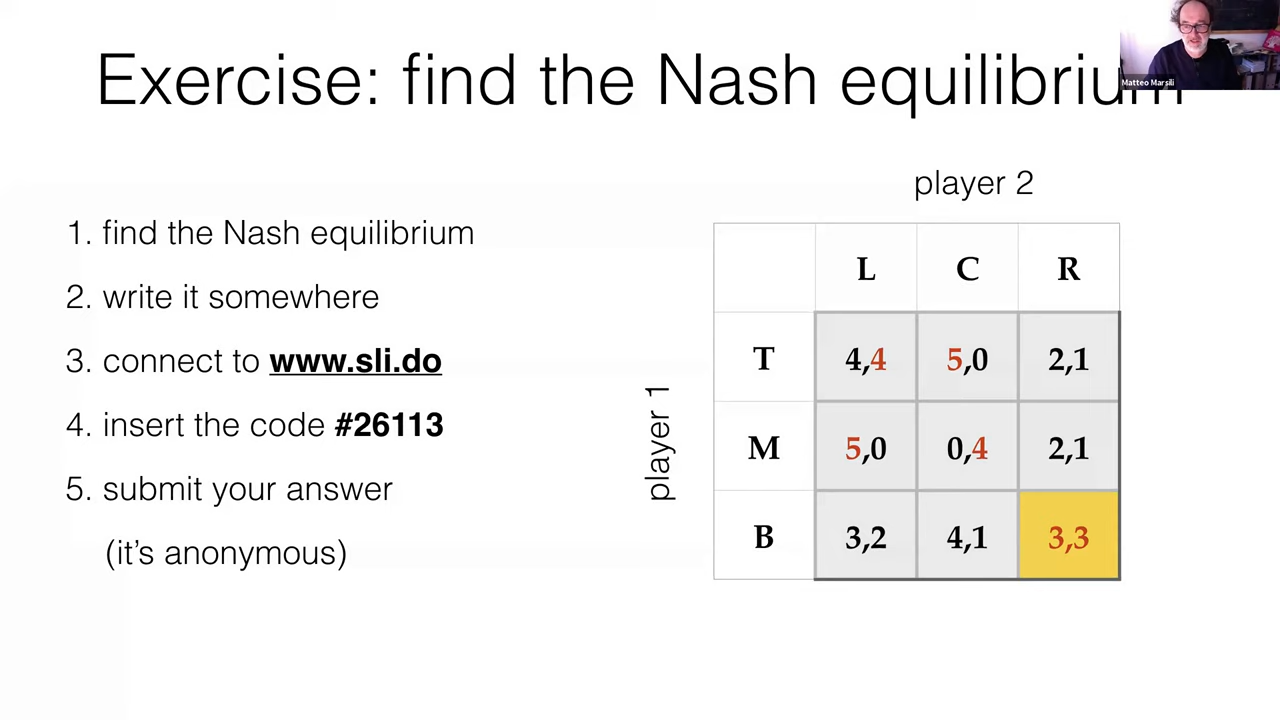 Exercise: find the Nash equilibrium
Matteo Marsili
1. find the Nash equilibrium
2. write it somewhere
3. connect to www.sli.do
4. insert the code #26113
5. submit your answer
(it's anonymous)
player 2
player 1
L C R
T 4,4 5,0 2,1
M 5,0 0,4 2,1
B 3,2 4,1 3,3